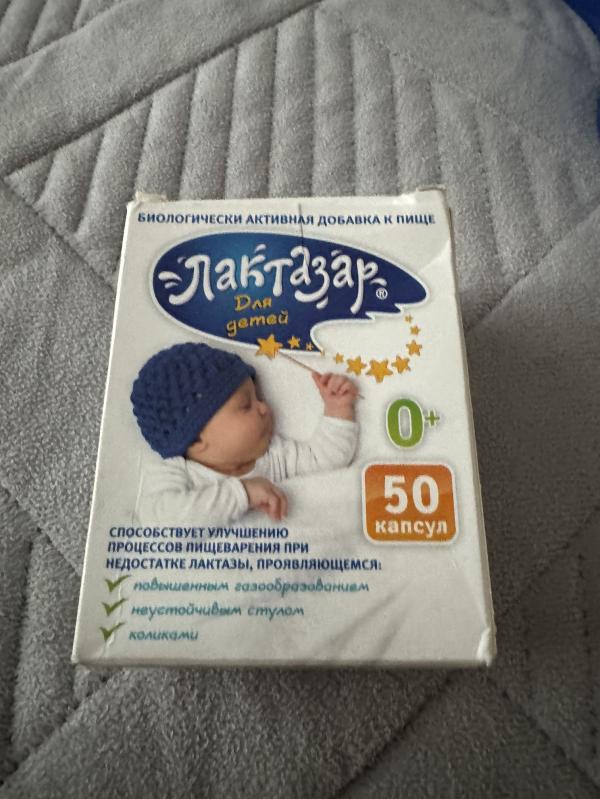 БИОЛОГИЧЕСКИ АКТИВНАЯ ДОБАВКА К ПИЩЕ
Лактазар®
Для
детей
0+
50
капсул
СПОСОБСТВУЕТ УЛУЧШЕНИЮ
ПРОЦЕССОВ ПИЩЕВАРЕНИЯ ПРИ
НЕДОСТАТКЕ ЛАКТАЗЫ, ПРОЯВЛЯЮЩЕМСЯ:
повышенным газообразованием
неустойчивым стулом
коликами